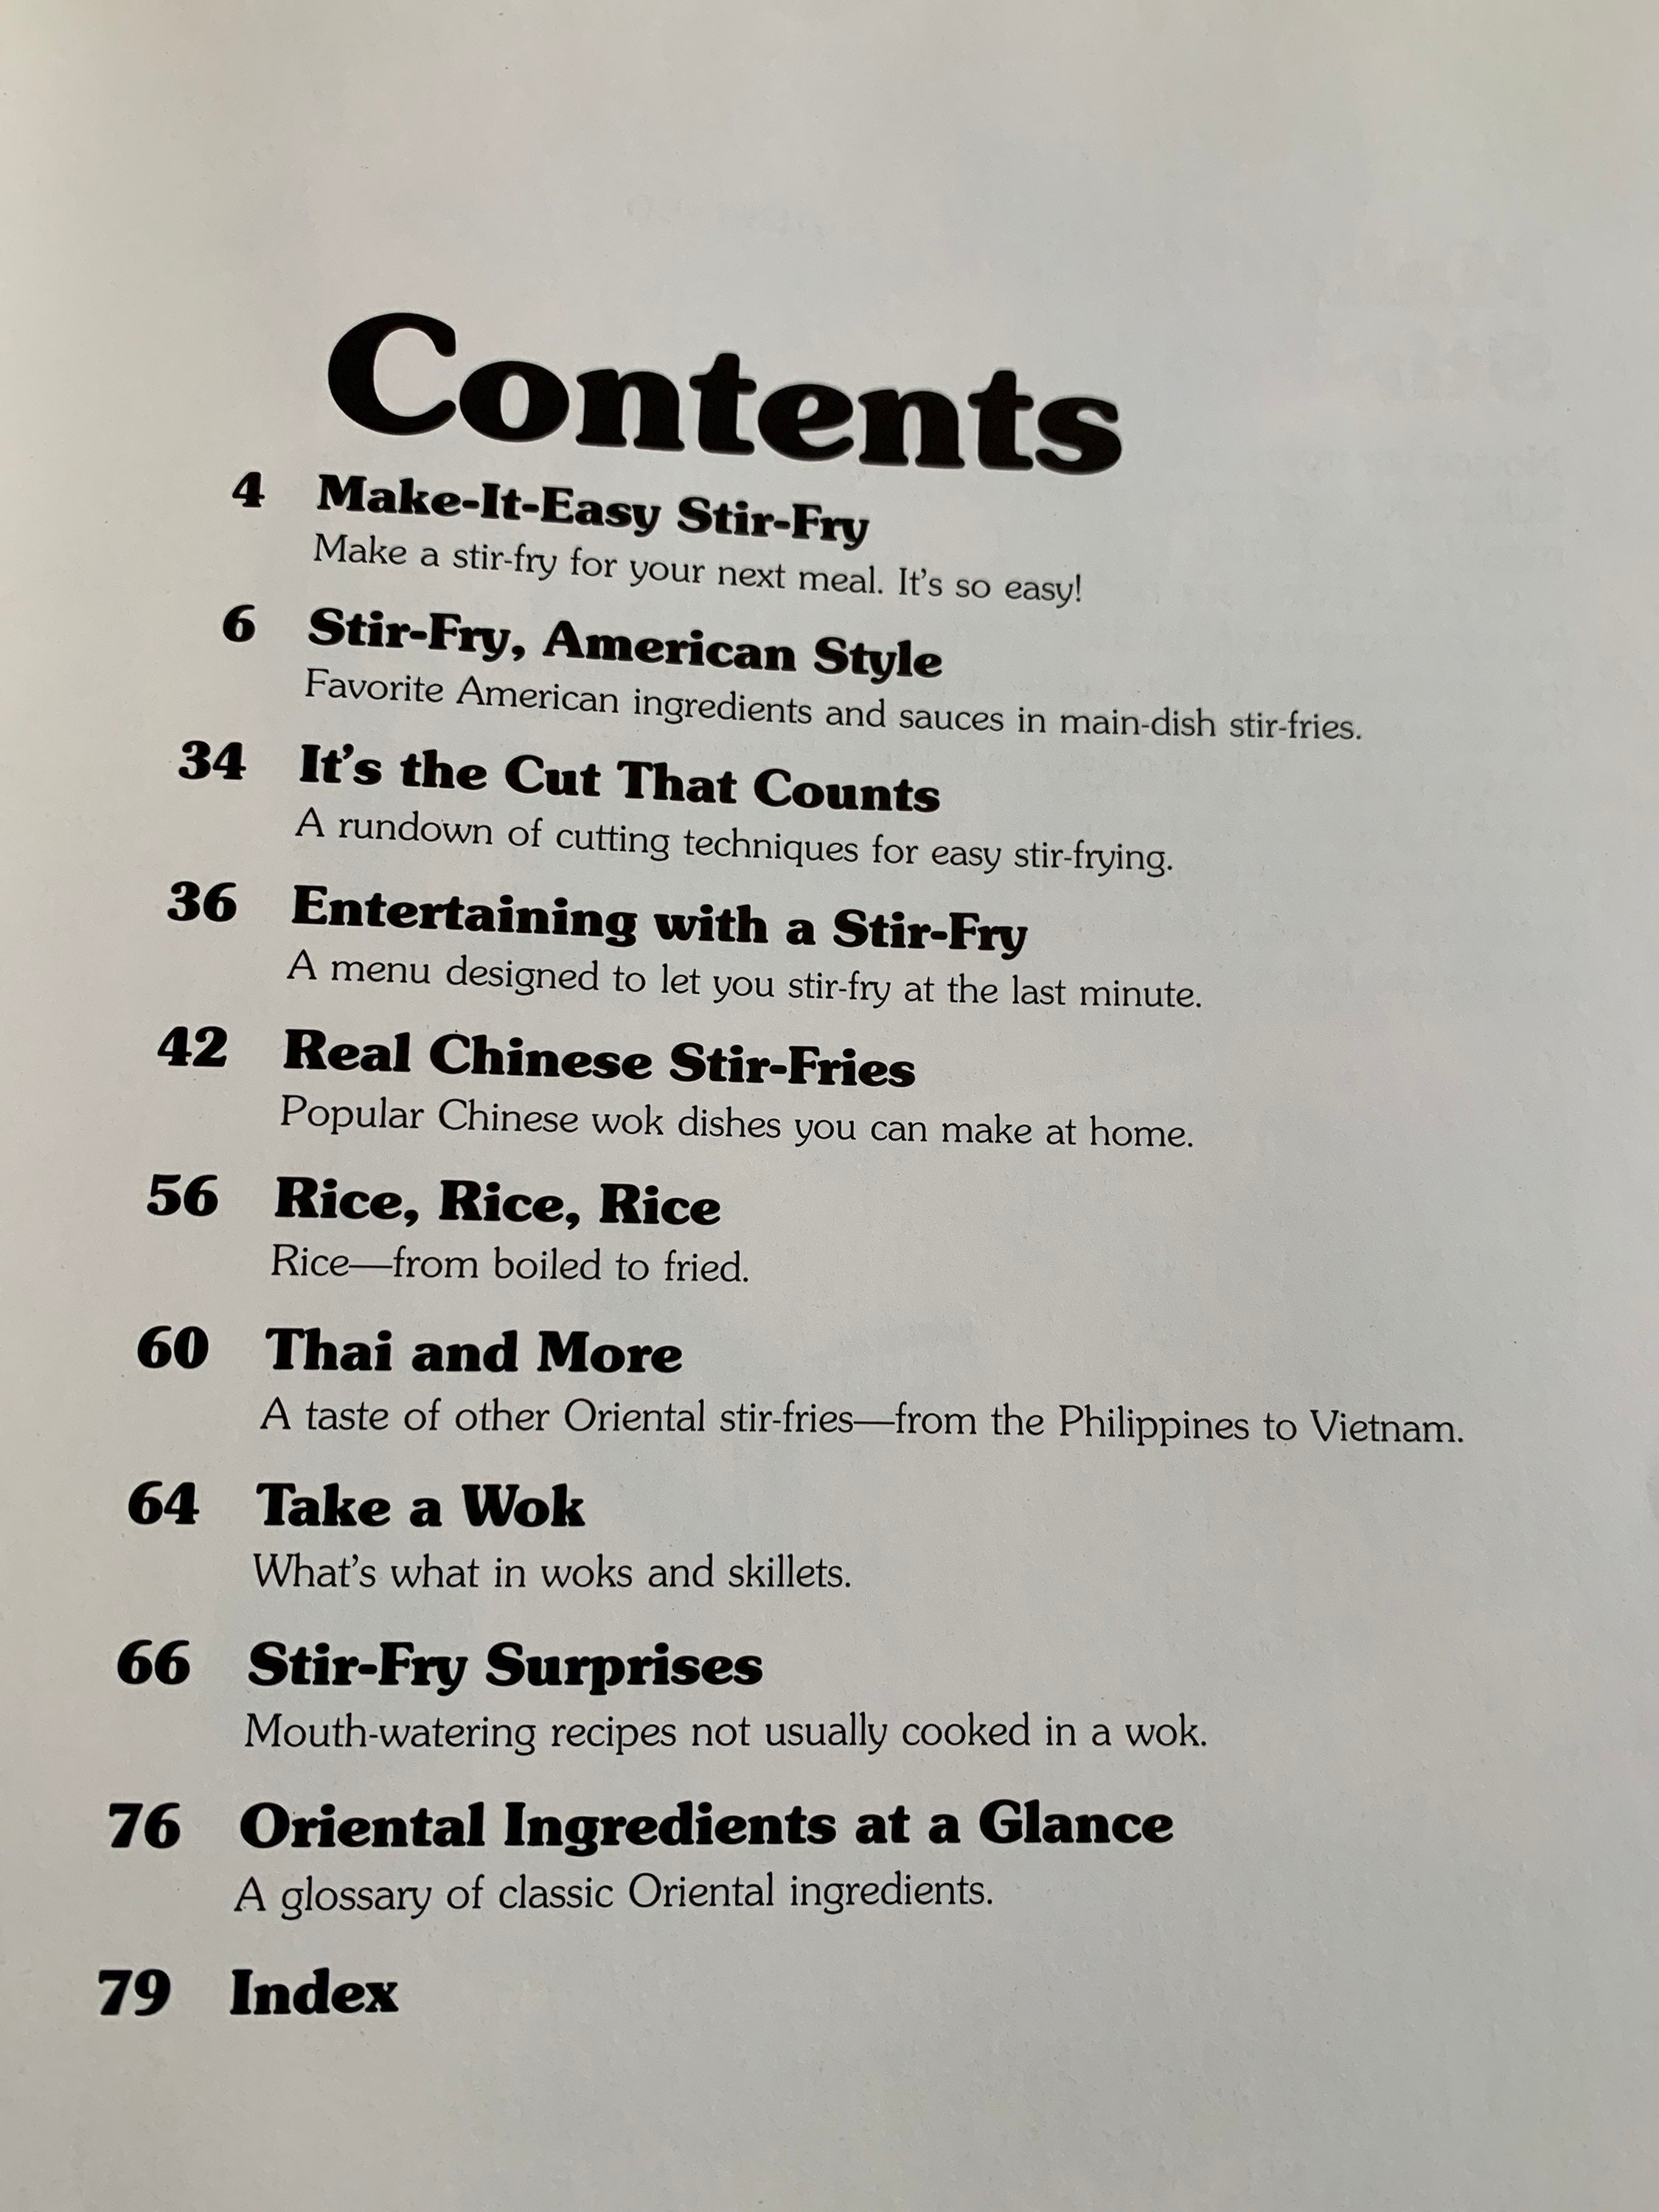 Contents
4 Make-It-Easy Stir-Fry
Make a stir-fry for your next meal. It's so easy!
6 Stir-Fry, American Style
Favorite American ingredients and sauces in main-dish stir-fries.
34 It's the Cut That Counts
A rundown of cutting techniques for easy stir-frying.
36 Entertaining with a Stir-Fry
A menu designed to let you stir-fry at the last minute.
42 Real Chinese Stir-Fries
Popular Chinese wok dishes you can make at home.
56 Rice, Rice, Rice
Rice—from boiled to fried.
60 Thai and More
A taste of other Oriental stir-fries—from the Philippines to Vietnam.
64 Take a Wok
What's what in woks and skillets.
66 Stir-Fry Surprises
Mouth-watering recipes not usually cooked in a wok.
76 Oriental Ingredients at a Glance
A glossary of classic Oriental ingredients.
79 Index